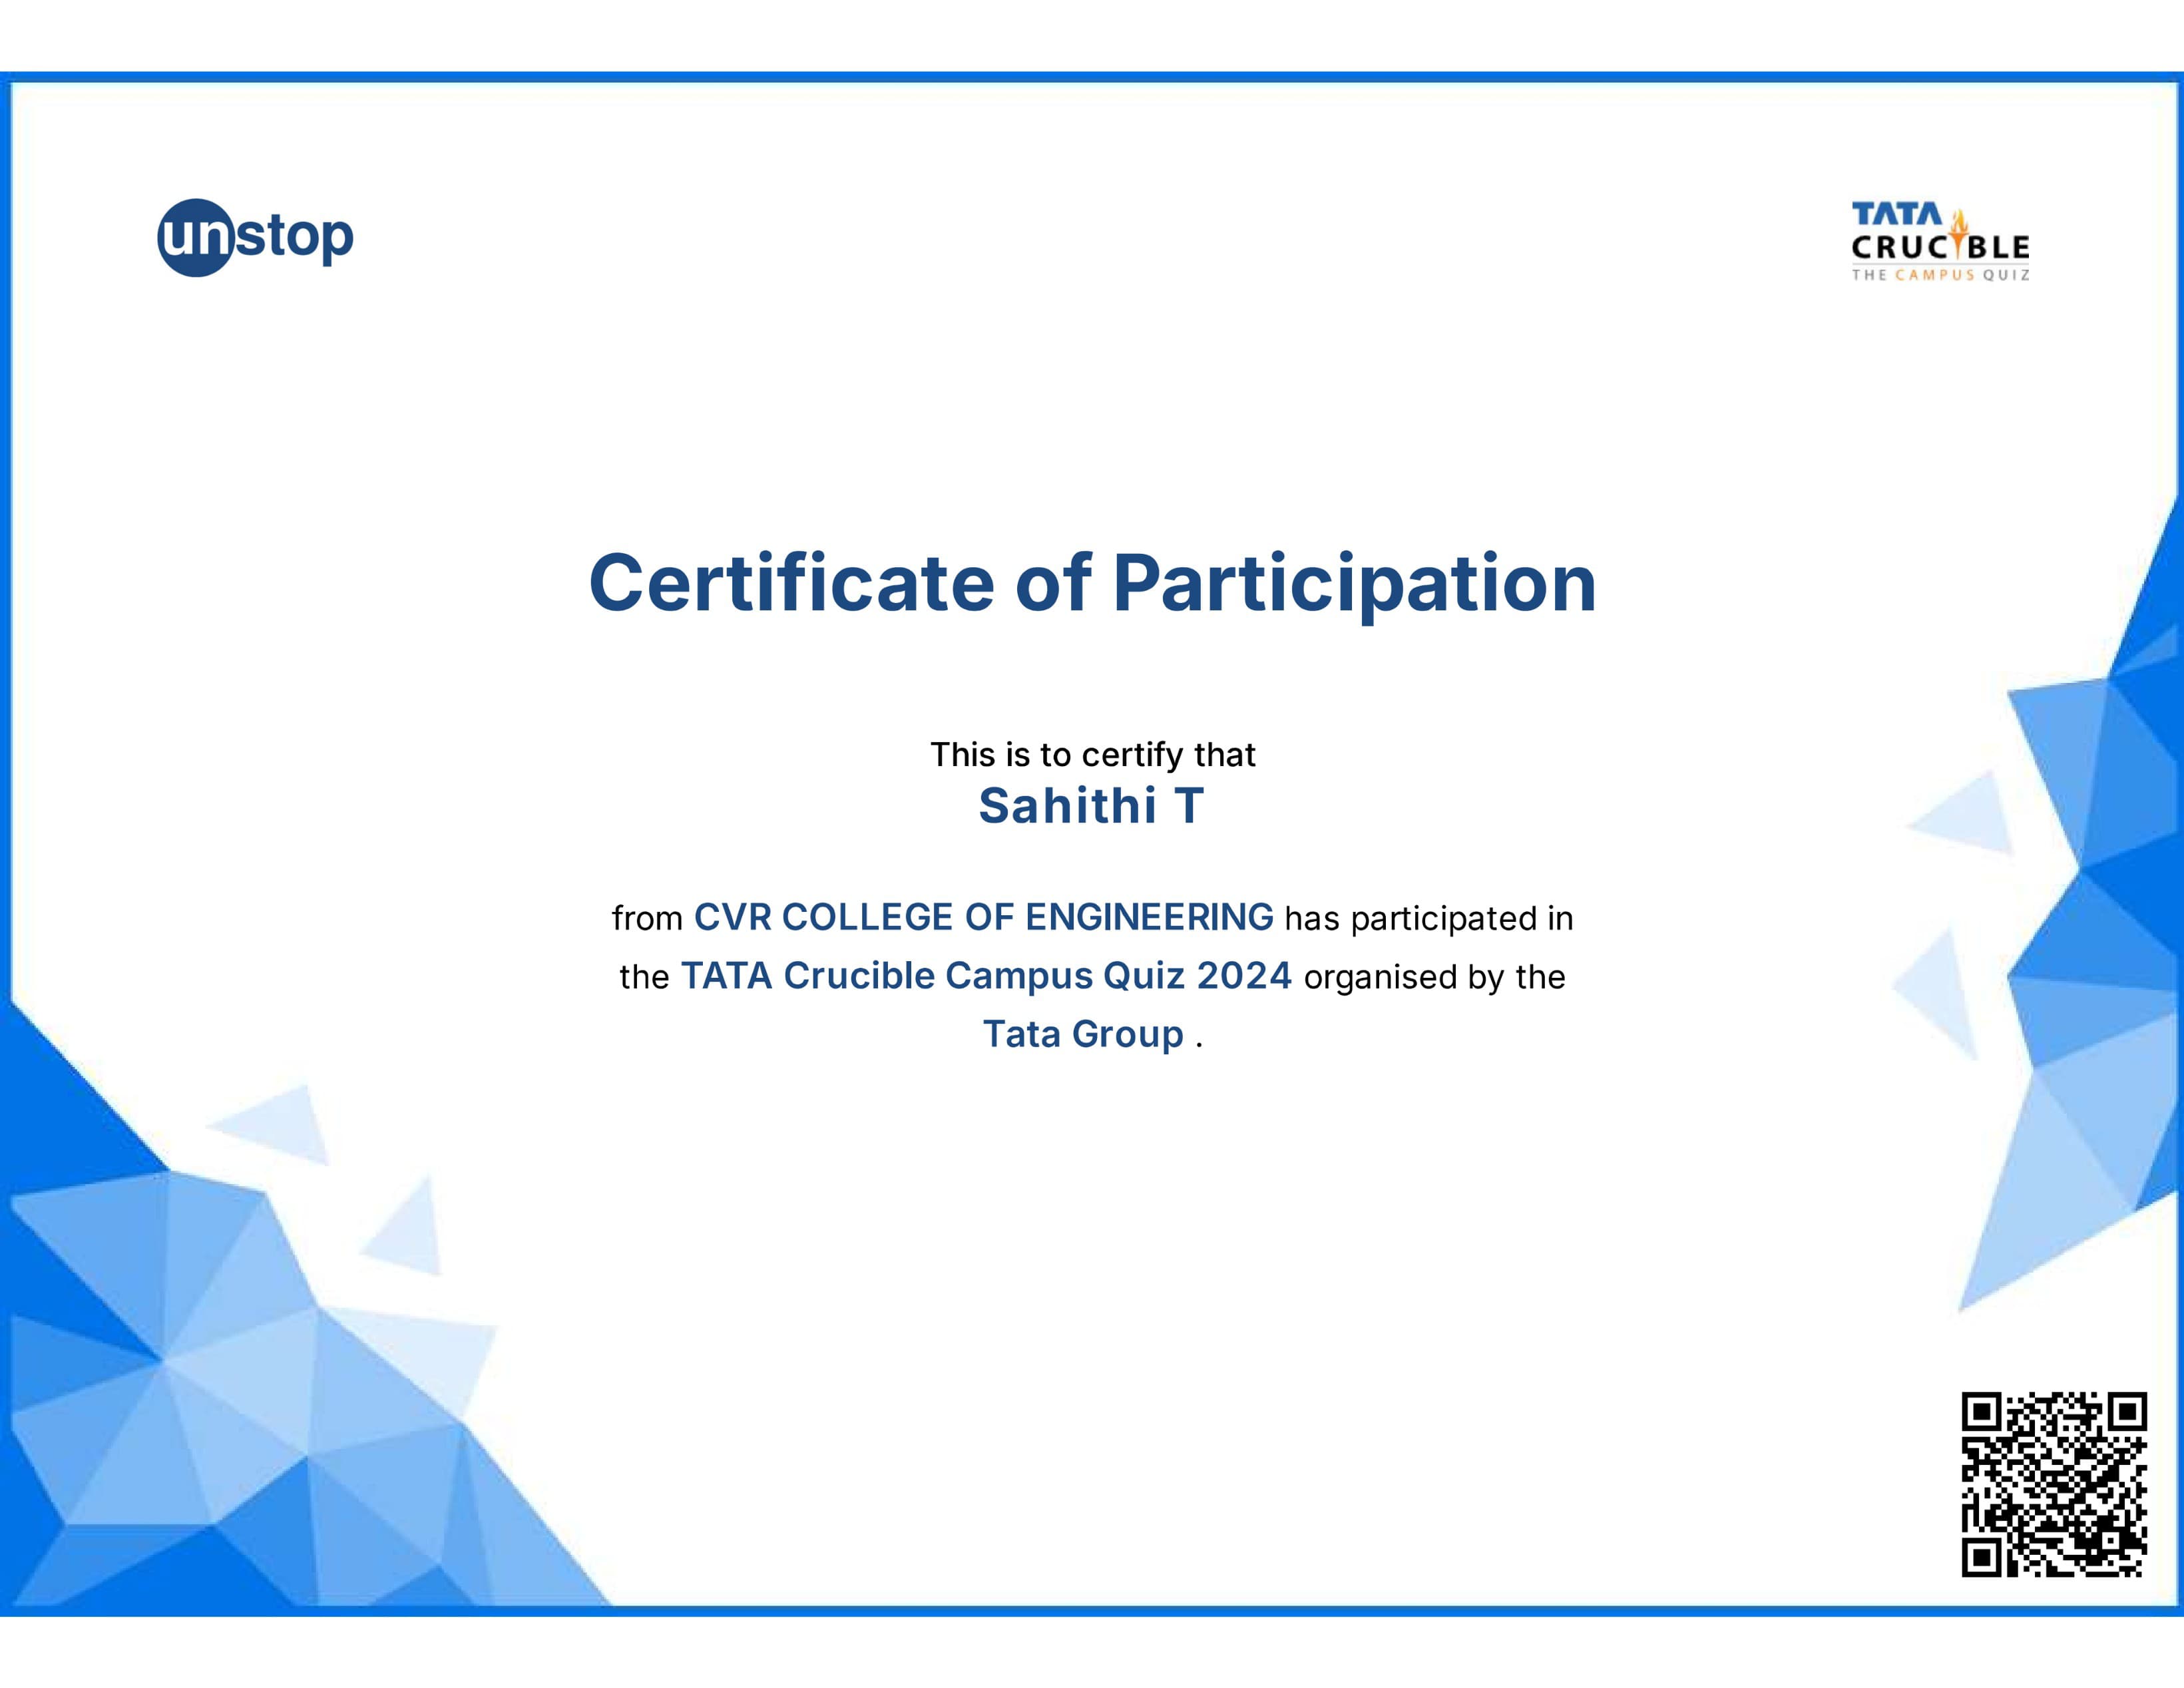 unstop
TATA
CRUCIBLE
THE CAMPUS QUIZ
Certificate of Participation
This is to certify that
Sahithi T
from CVR COLLEGE OF ENGINEERING has participated in
the TATA Crucible Campus Quiz 2024 organised by the
Tata Group .